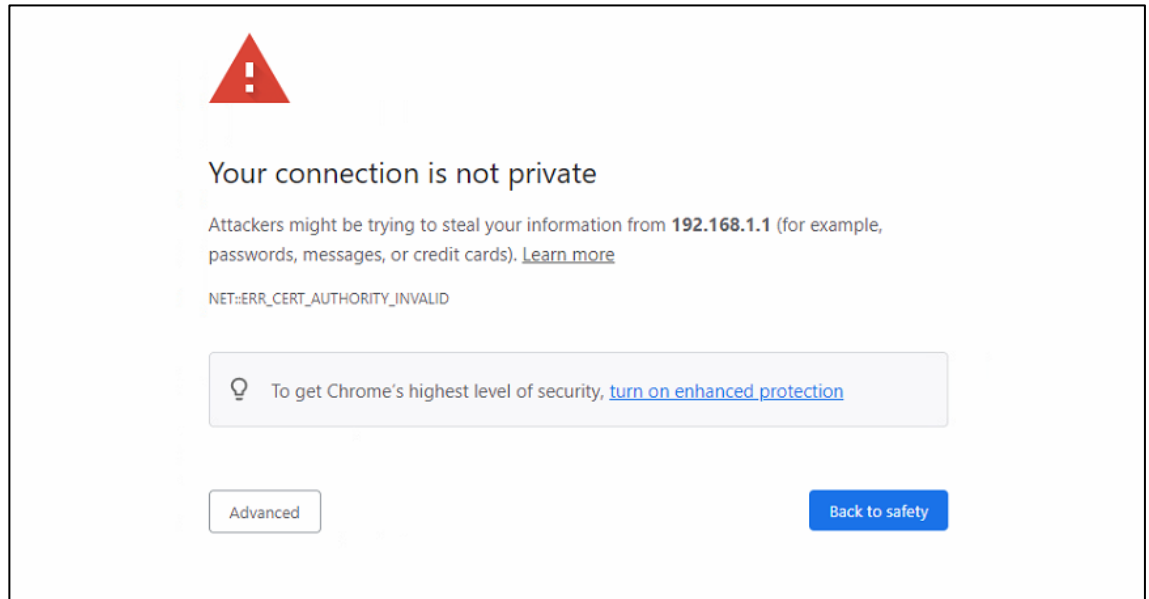 Your connection is not private
Attackers might be trying to steal your information from 192.168.1.1 (for example,
passwords, messages, or credit cards). Learn more
NET::ERR_CERT_AUTHORITY_INVALID
To get Chrome's highest level of security, turn on enhanced protection
Advanced
Back to safety